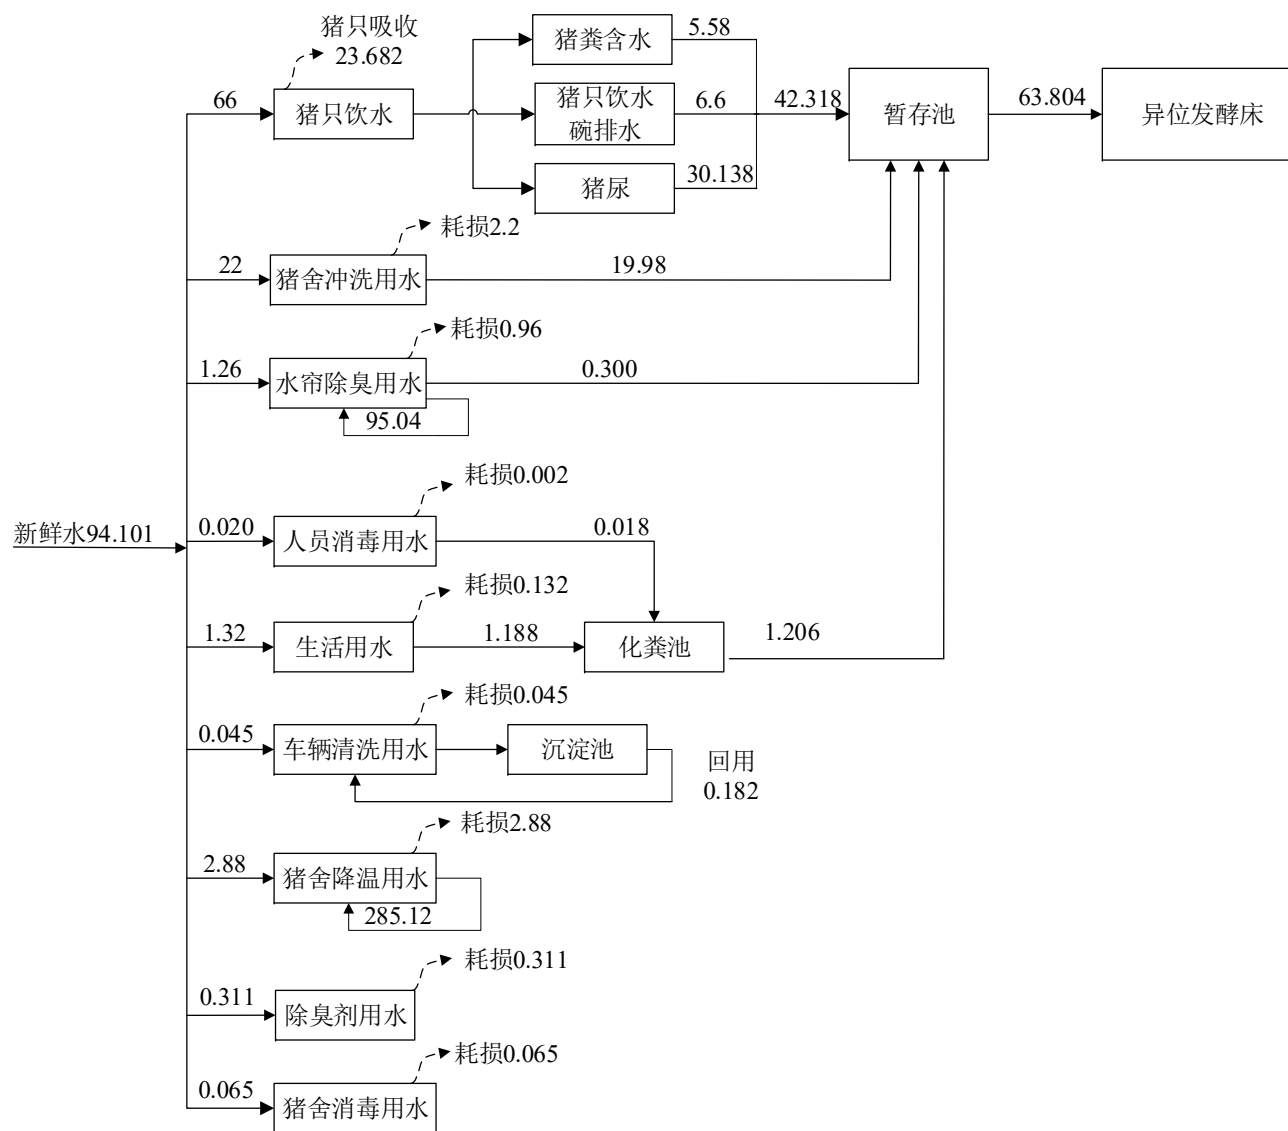 猪只吸收
23.682
66
猪只饮水
猪粪含水
5.58
猪只饮水
碗排水
6.6
猪尿
30.138
42.318
暂存池
63.804
异位发酵床
耗损2.2
22
猪舍冲洗用水
19.98
耗损0.96
1.26
水帘除臭用水
0.300
95.04
新鲜水94.101
耗损0.002
0.020
人员消毒用水
0.018
耗损0.132
1.32
生活用水
1.188
化粪池
1.206
耗损0.045
0.045
车辆清洗用水
沉淀池
回用
0.182
耗损2.88
2.88
猪舍降温用水
285.12
耗损0.311
0.311
除臭剂用水
耗损0.065
0.065
猪舍消毒用水